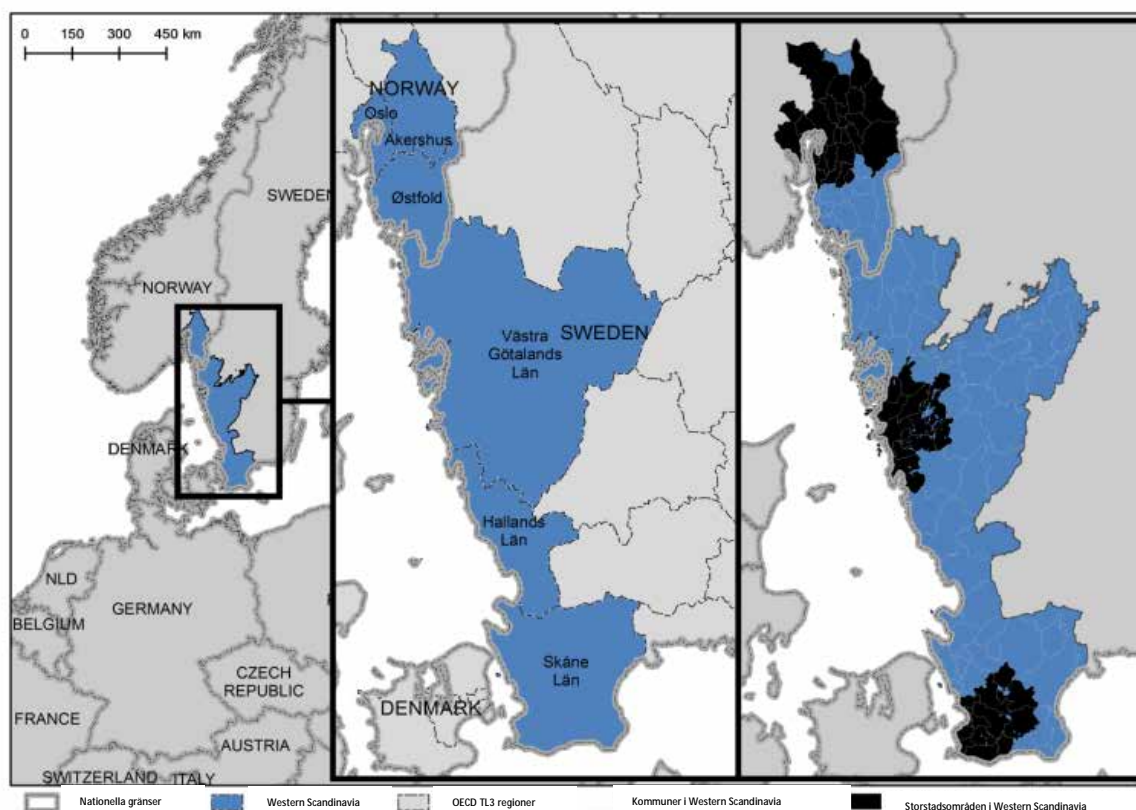 0 150 300 450 km
SWEDEN
NORWAY
DENMARK
NLD
GERMANY
BELGIUM
CZECH
REPUBLIC
FRANCE
AUSTRIA
SWITZERLAND
ITALY
NORWAY
Oslo
Akershus
Østfold
Västra
Götalands
Län
SWEDEN
Hallands
Län
Skåne
Län
DENMARK
Nationella gränser
Western Scandinavia
OECD TL3 regioner
Kommuner i Western Scandinavia
Storstadsområden i Western Scandinavia